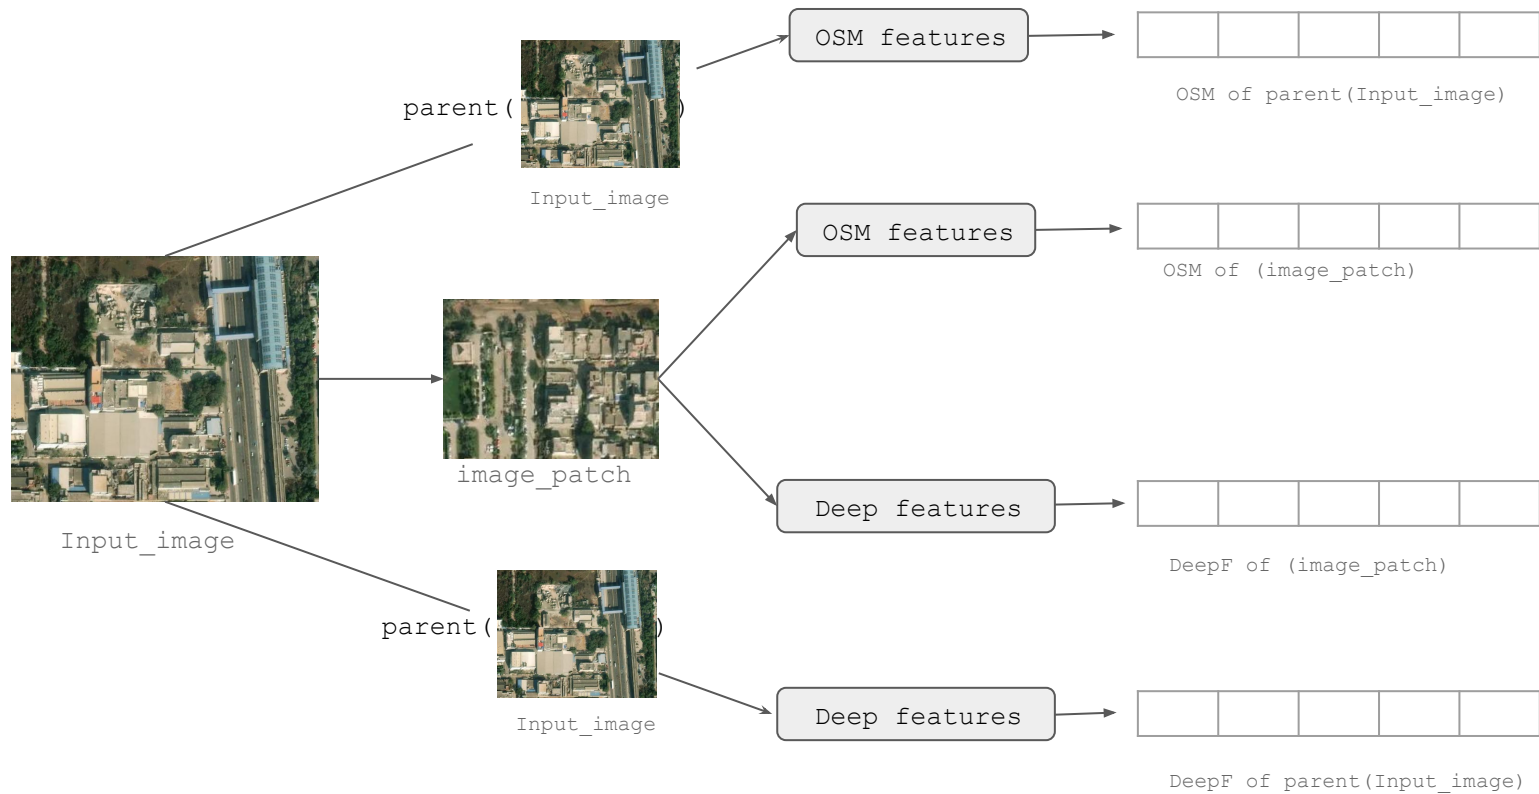 OSM features
parent( )
OSM of parent(Input_image)
Input_image
OSM features
OSM of (image_patch)
image_patch
Deep features
Input_image
DeepF of (image_patch)
parent( )
Deep features
Input_image
DeepF of parent(Input_image)